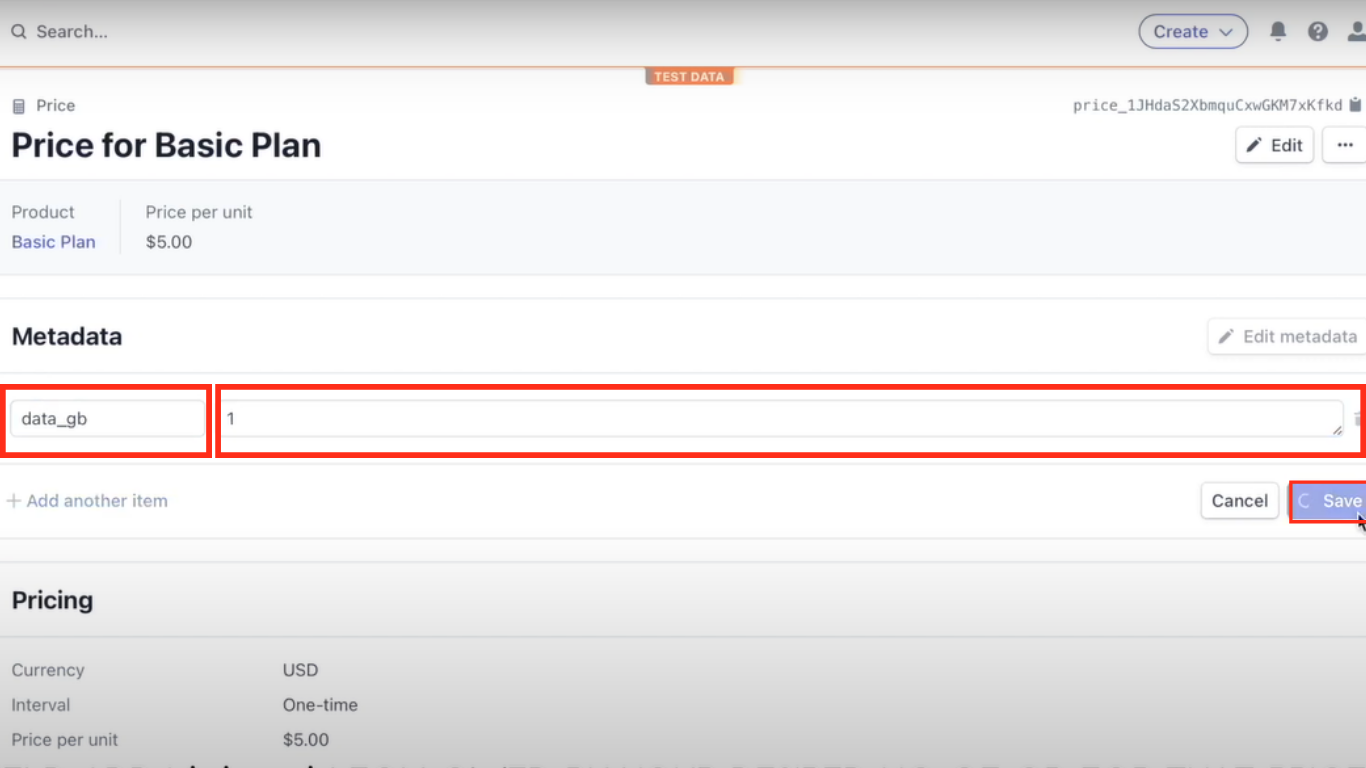 Search...
Create
TEST DATA
Price
price_1JHdaS2XbmquCxwGKM7xKfkd
Price for Basic Plan
Edit
Product
Price per unit
Basic Plan
$5.00
Metadata
Edit metadata
data_gb
1
+ Add another item
Cancel
Save
Pricing
Currency
USD
Interval
One-time
Price per unit
$5.00